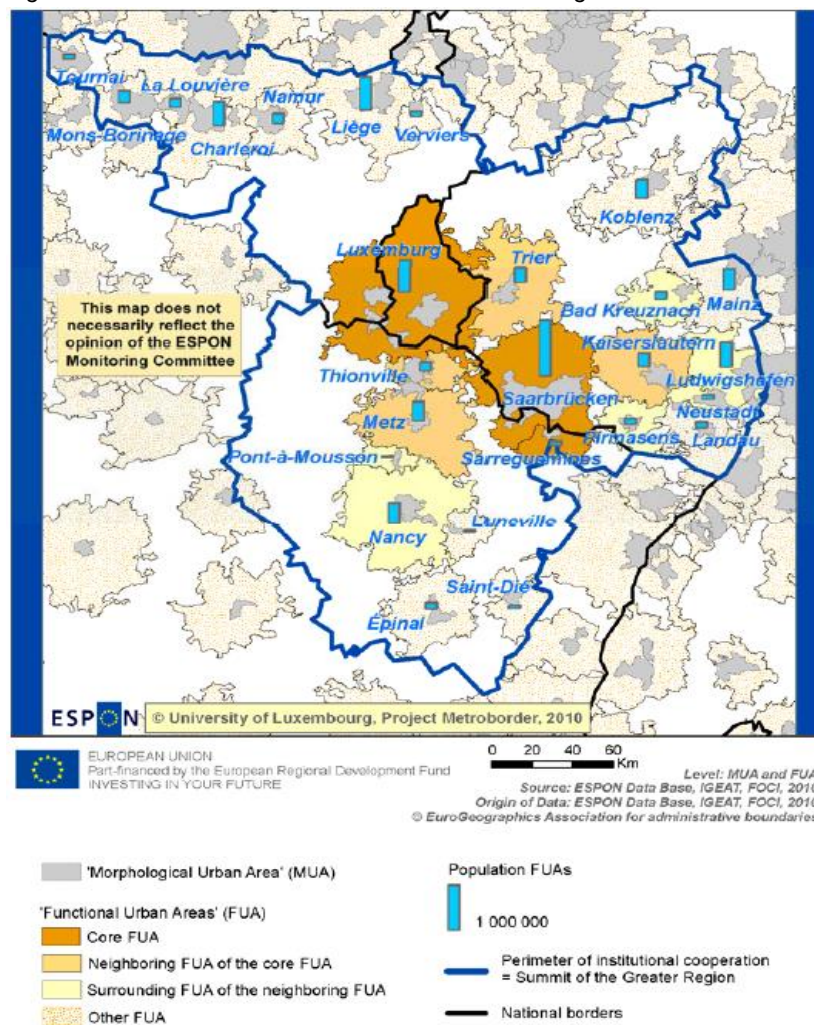 Tournai
La Louvière
Namur
Mons-Borinage
Charleroi
Liège
Verviers
Koblenz
Luxemburg
Trier
Bad Kreuznach
Mainz
This map does not
necessarily reflect the
opinion of the ESPON
Monitoring Committee
Kaiserslautern
Thionville
Ludwigshafen
Saarbrücken
Neustadt
Metz
Pirmasens
Landau
Pont-à-Mousson
Sarreguemines
Nancy
Luneville
Saint-Dié
Épinal
ESPON © University of Luxembourg, Project Metroborder, 2010
EUROPEAN UNION
Part-financed by the European Regional Development Fund
INVESTING IN YOUR FUTURE
0 20 40 60
Km
Level: MUA and FUA
Source: ESPON Data Base, IGEAT, FOCI, 2010
Origin of Data: ESPON Data Base, IGEAT, FOCI, 2010
© EuroGeographics Association for administrative boundaries
'Morphological Urban Area' (MUA)
'Functional Urban Areas' (FUA)
Core FUA
Neighboring FUA of the core FUA
Surrounding FUA of the neighboring FUA
Other FUA
Population FUAs
1 000 000
Perimeter of institutional cooperation
= Summit of the Greater Region
National borders